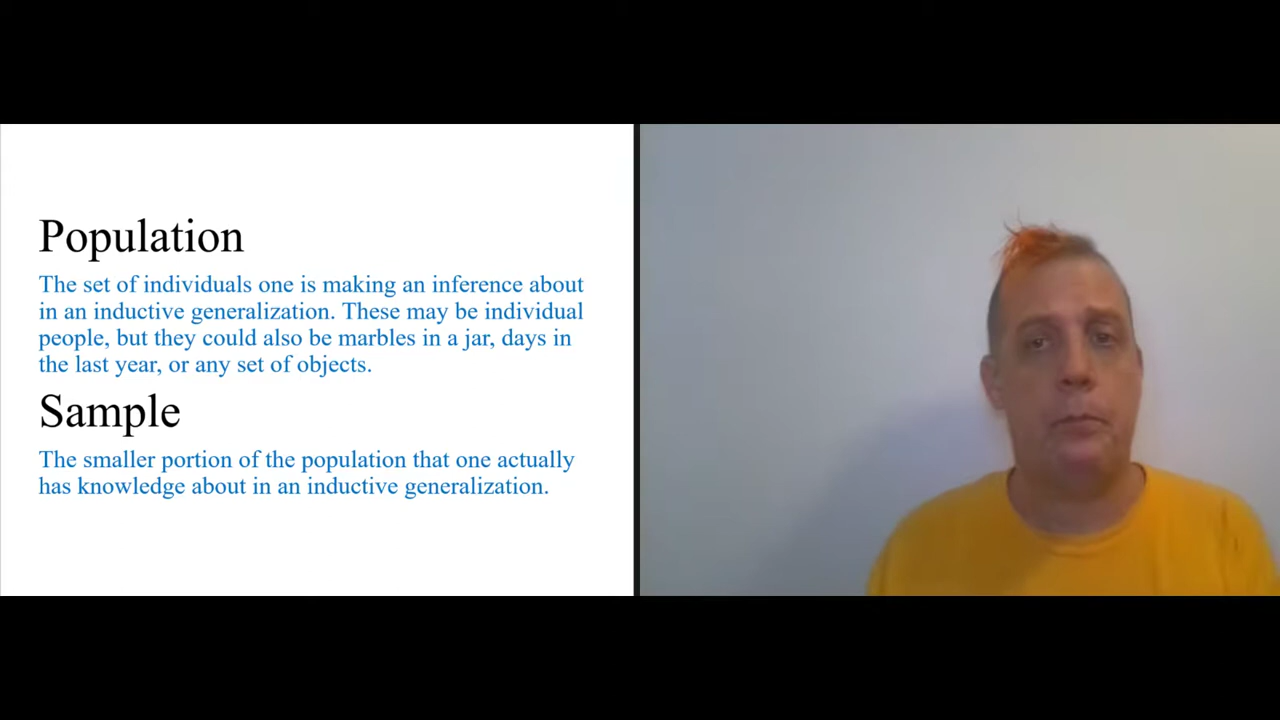 Population
The set of individuals one is making an inference about
in an inductive generalization. These may be individual
people, but they could also be marbles in a jar, days in
the last year, or any set of objects.
Sample
The smaller portion of the population that one actually
has knowledge about in an inductive generalization.